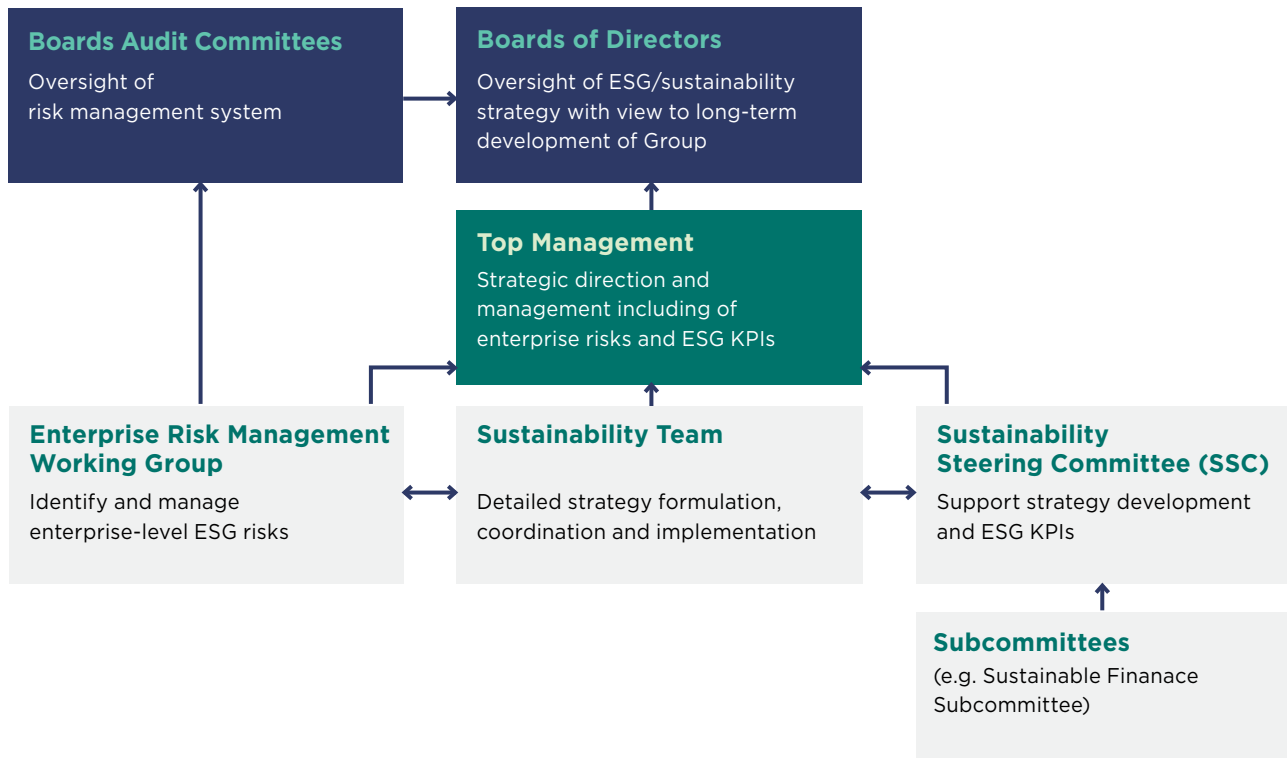 Boards Audit Committees
Oversight of
risk management system
Boards of Directors
Oversight of ESG/sustainability
strategy with view to long-term
development of Group
Top Management
Strategic direction and
management including of
enterprise risks and ESG KPIs
Enterprise Risk Management
Working Group
Identify and manage
enterprise-level ESG risks
Sustainability Team
Detailed strategy formulation,
coordination and implementation
Sustainability
Steering Committee (SSC)
Support strategy development
and ESG KPIs
Subcommittees
(e.g. Sustainable Finanace
Subcommittee)